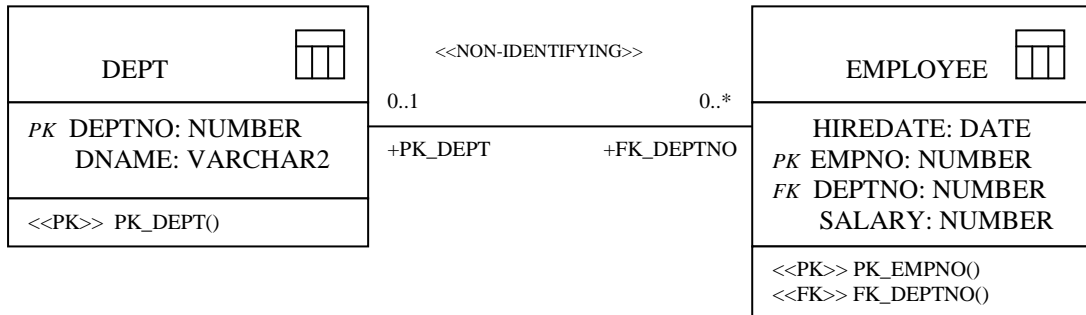 DEPT
PK DEPTNO: NUMBER
DNAME: VARCHAR2
<<PK>> PK_DEPT()
<<NON-IDENTIFYING>>
0..1 0..*
+PK_DEPT +FK_DEPTNO
EMPLOYEE
HIREDATE: DATE
PK EMPNO: NUMBER
FK DEPTNO: NUMBER
SALARY: NUMBER
<<PK>> PK_EMPNO()
<<FK>> FK_DEPTNO()